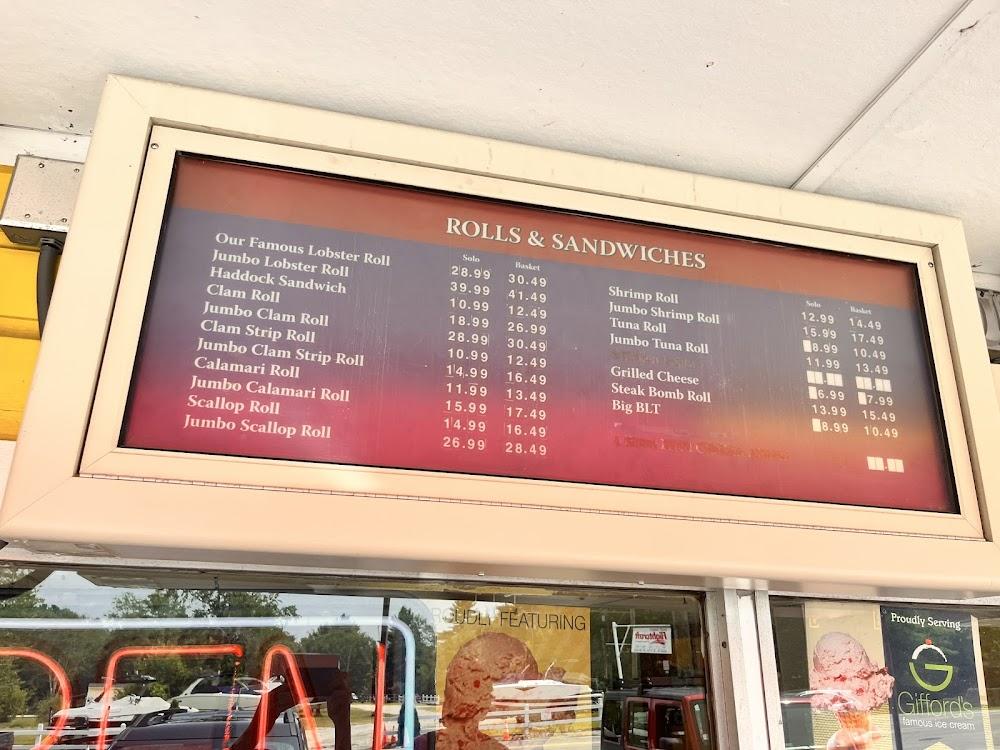 ROLLS & SANDWICHES
Solo Basket
Our Famous Lobster Roll 28.99 30.49
Jumbo Lobster Roll 39.99 41.49
Haddock Sandwich 10.99 12.49
Clam Roll 18.99 26.99
Jumbo Clam Roll 28.99 30.49
Clam Strip Roll 10.99 12.49
Jumbo Clam Strip Roll 14.99 16.49
Calamari Roll 11.99 13.49
Jumbo Calamari Roll 15.99 17.49
Scallop Roll 14.99 16.49
Jumbo Scallop Roll 26.99 28.49
Solo Basket
Shrimp Roll 12.99 14.49
Jumbo Shrimp Roll 15.99 17.49
Tuna Roll 8.99 10.49
Jumbo Tuna Roll 11.99 13.49
Grilled Cheese 6.99 7.99
Steak Bomb Roll 13.99 15.49
Big BLT 8.99 10.49
PROUDLY FEATURING
Proudly Serving
G
Gifford's
famous ice cream